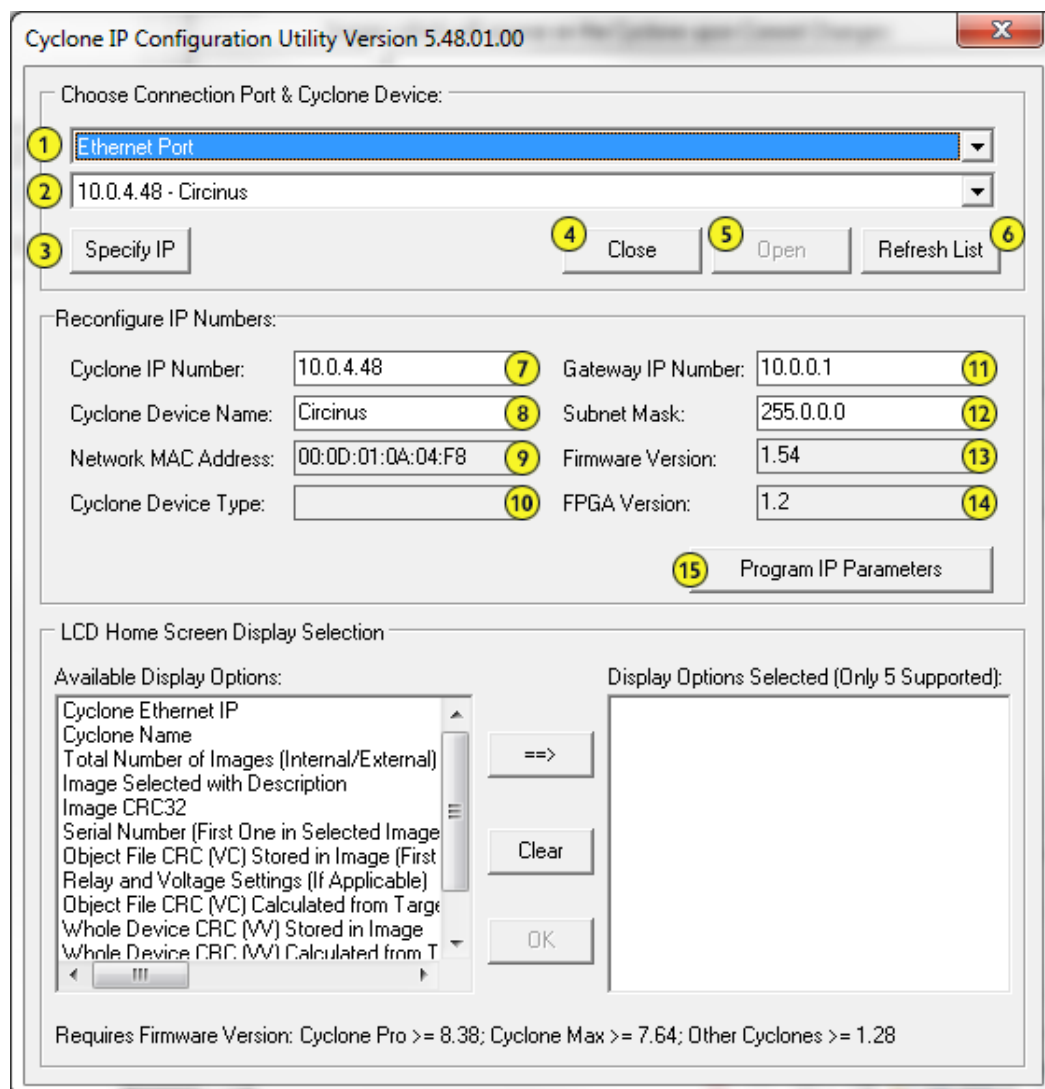 Cyclone IP Configuration Utility Version 5.48.01.00
Choose Connection Port & Cyclone Device:
1 Ethernet Port
2 10.0.4.48 - Circinus
3 Specify IP 4 Close 5 Open Refresh List 6
Reconfigure IP Numbers:
Cyclone IP Number: 10.0.4.48 7 Gateway IP Number: 10.0.0.1 11
Cyclone Device Name: Circinus 8 Subnet Mask: 255.0.0.0 12
Network MAC Address: 00:0D:01:0A:04:F8 9 Firmware Version: 1.54 13
Cyclone Device Type: 10 FPGA Version: 1.2 14
15 Program IP Parameters
LCD Home Screen Display Selection
Available Display Options: Display Options Selected (Only 5 Supported):
Cyclone Ethernet IP
Cyclone Name
Total Number of Images (Internal/External)
Image Selected with Description
Image CRC32
Serial Number (First One in Selected Image
Object File CRC (VC) Stored in Image (First
Relay and Voltage Settings (If Applicable)
Object File CRC (VC) Calculated from Targe
Whole Device CRC (VV) Stored in Image
Whole Device CRC (VV) Calculated from T
==>
Clear
OK
Requires Firmware Version: Cyclone Pro >= 8.38; Cyclone Max >= 7.64; Other Cyclones >= 1.28